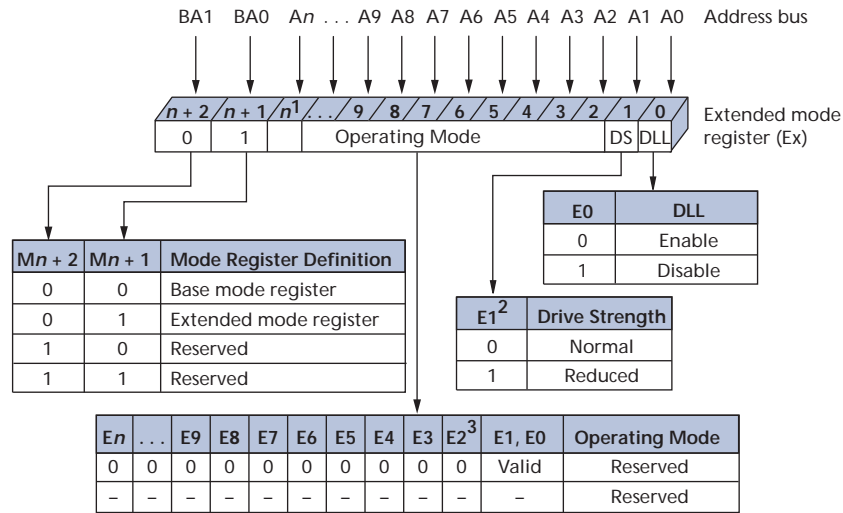 BA1 BA0 An ... A9 A8 A7 A6 A5 A4 A3 A2 A1 A0 Address bus
n + 2 n + 1 n1 ... 9 8 7 6 5 4 3 2 1 0
Extended mode
register (Ex)
0 1 Operating Mode DS DLL
E0 DLL
0 Enable
1 Disable
Mn + 2 Mn + 1 Mode Register Definition
0 0 Base mode register
0 1 Extended mode register
1 0 Reserved
1 1 Reserved
E1² Drive Strength
0 Normal
1 Reduced
En ... E9 E8 E7 E6 E5 E4 E3 E2³ E1, E0 Operating Mode
0 0 0 0 0 0 0 0 0 0 Valid Reserved
– – – – – – – – – – – Reserved